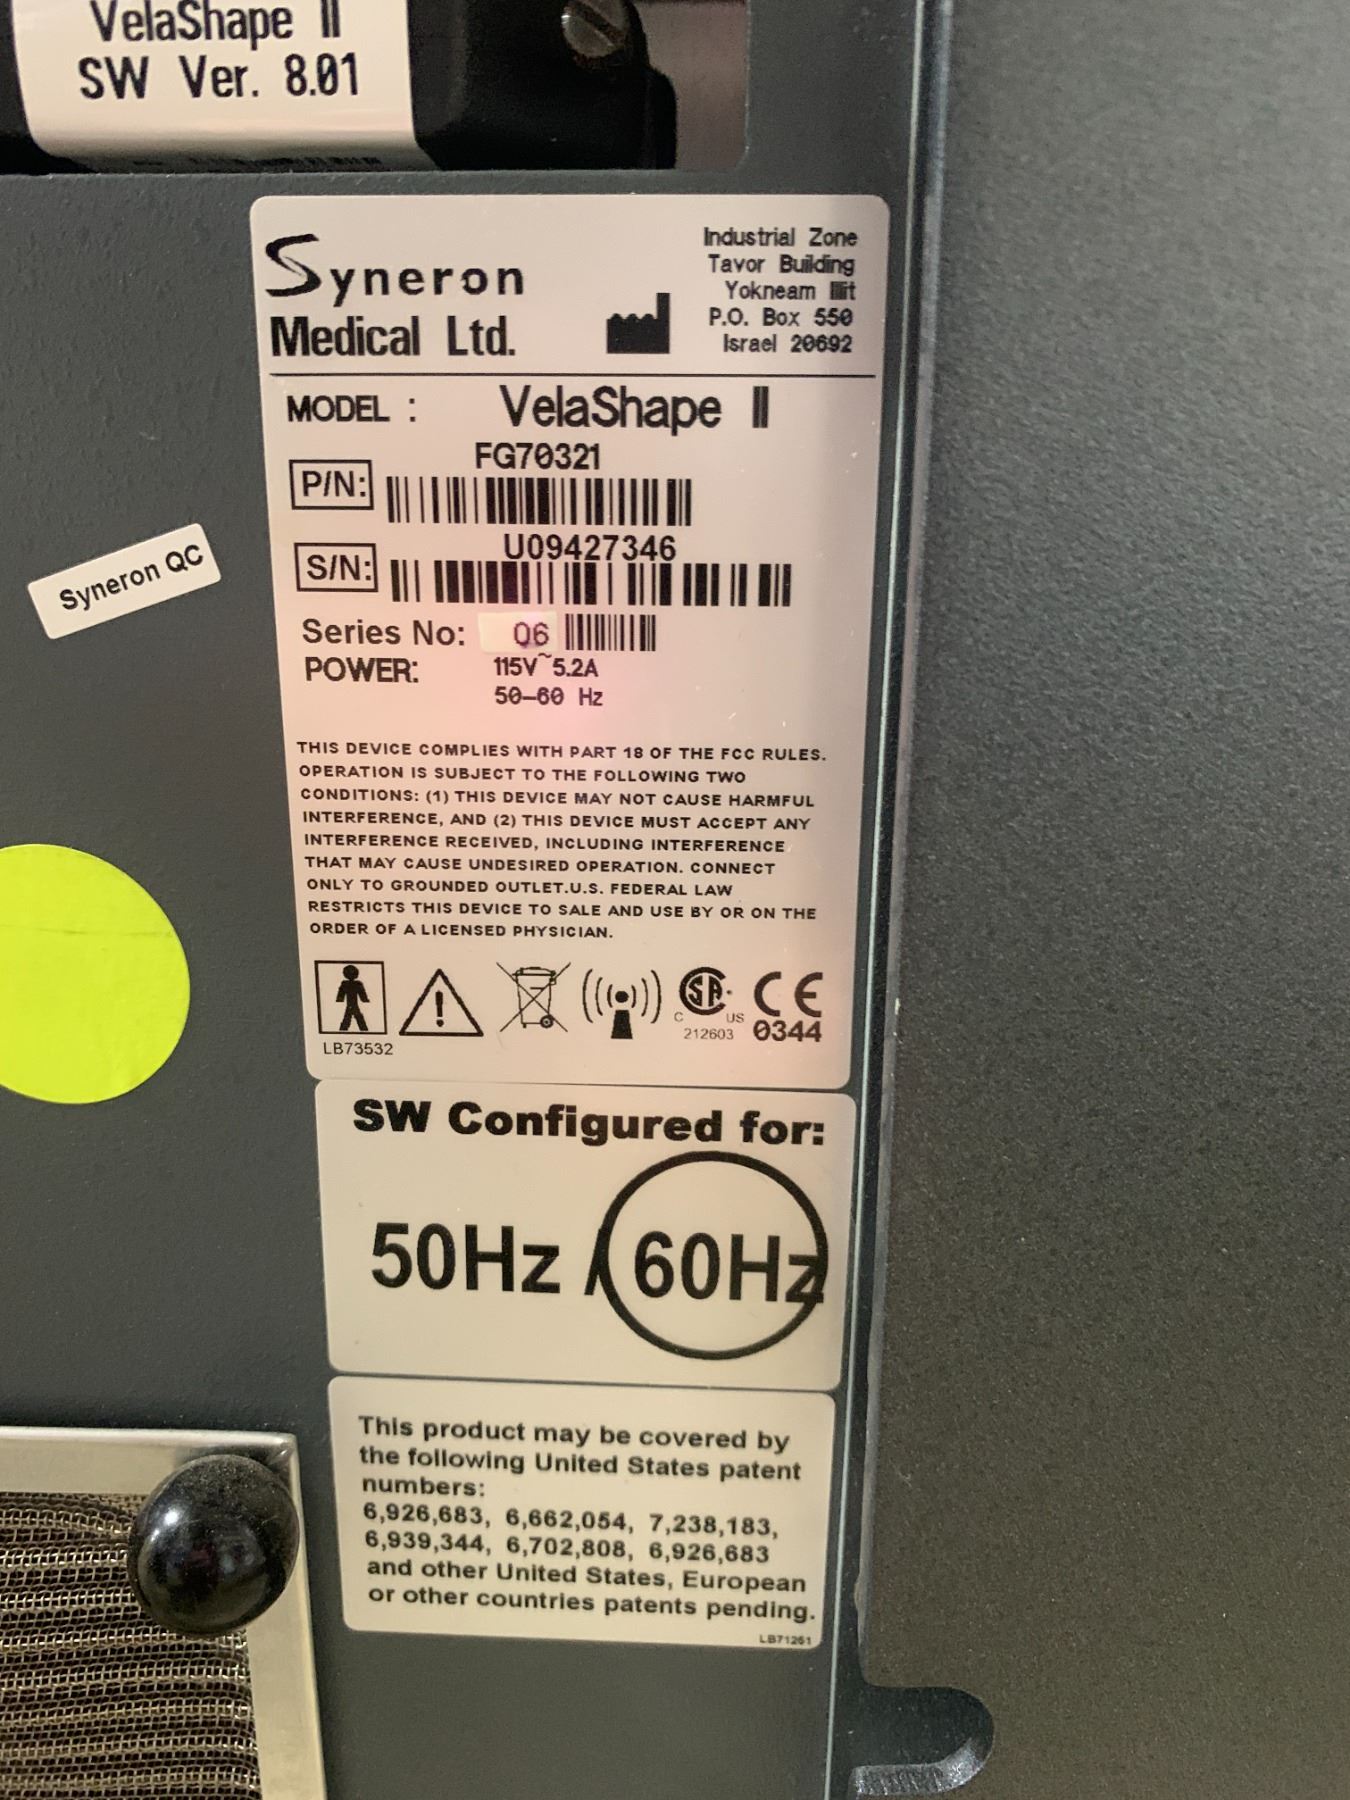 VelaShape II
SW Ver. 8.01
Syneron
Medical Ltd.
Industrial Zone
Tavor Building
Yokneam Illit
P.O. Box 550
Israel 20692
MODEL : VelaShape II
FG70321
P/N:
U09427346
S/N:
Series No: 06
POWER: 115V~5.2A
50-60 Hz
Syneron QC
THIS DEVICE COMPLIES WITH PART 18 OF THE FCC RULES.
OPERATION IS SUBJECT TO THE FOLLOWING TWO
CONDITIONS: (1) THIS DEVICE MAY NOT CAUSE HARMFUL
INTERFERENCE, AND (2) THIS DEVICE MUST ACCEPT ANY
INTERFERENCE RECEIVED, INCLUDING INTERFERENCE
THAT MAY CAUSE UNDESIRED OPERATION. CONNECT
ONLY TO GROUNDED OUTLET.U.S. FEDERAL LAW
RESTRICTS THIS DEVICE TO SALE AND USE BY OR ON THE
ORDER OF A LICENSED PHYSICIAN.
SA
C US
212603
CE
0344
LB73532
SW Configured for:
50Hz / 60Hz
This product may be covered by
the following United States patent
numbers:
6,926,683, 6,662,054, 7,238,183,
6,939,344, 6,702,808, 6,926,683
and other United States, European
or other countries patents pending.
LB71261